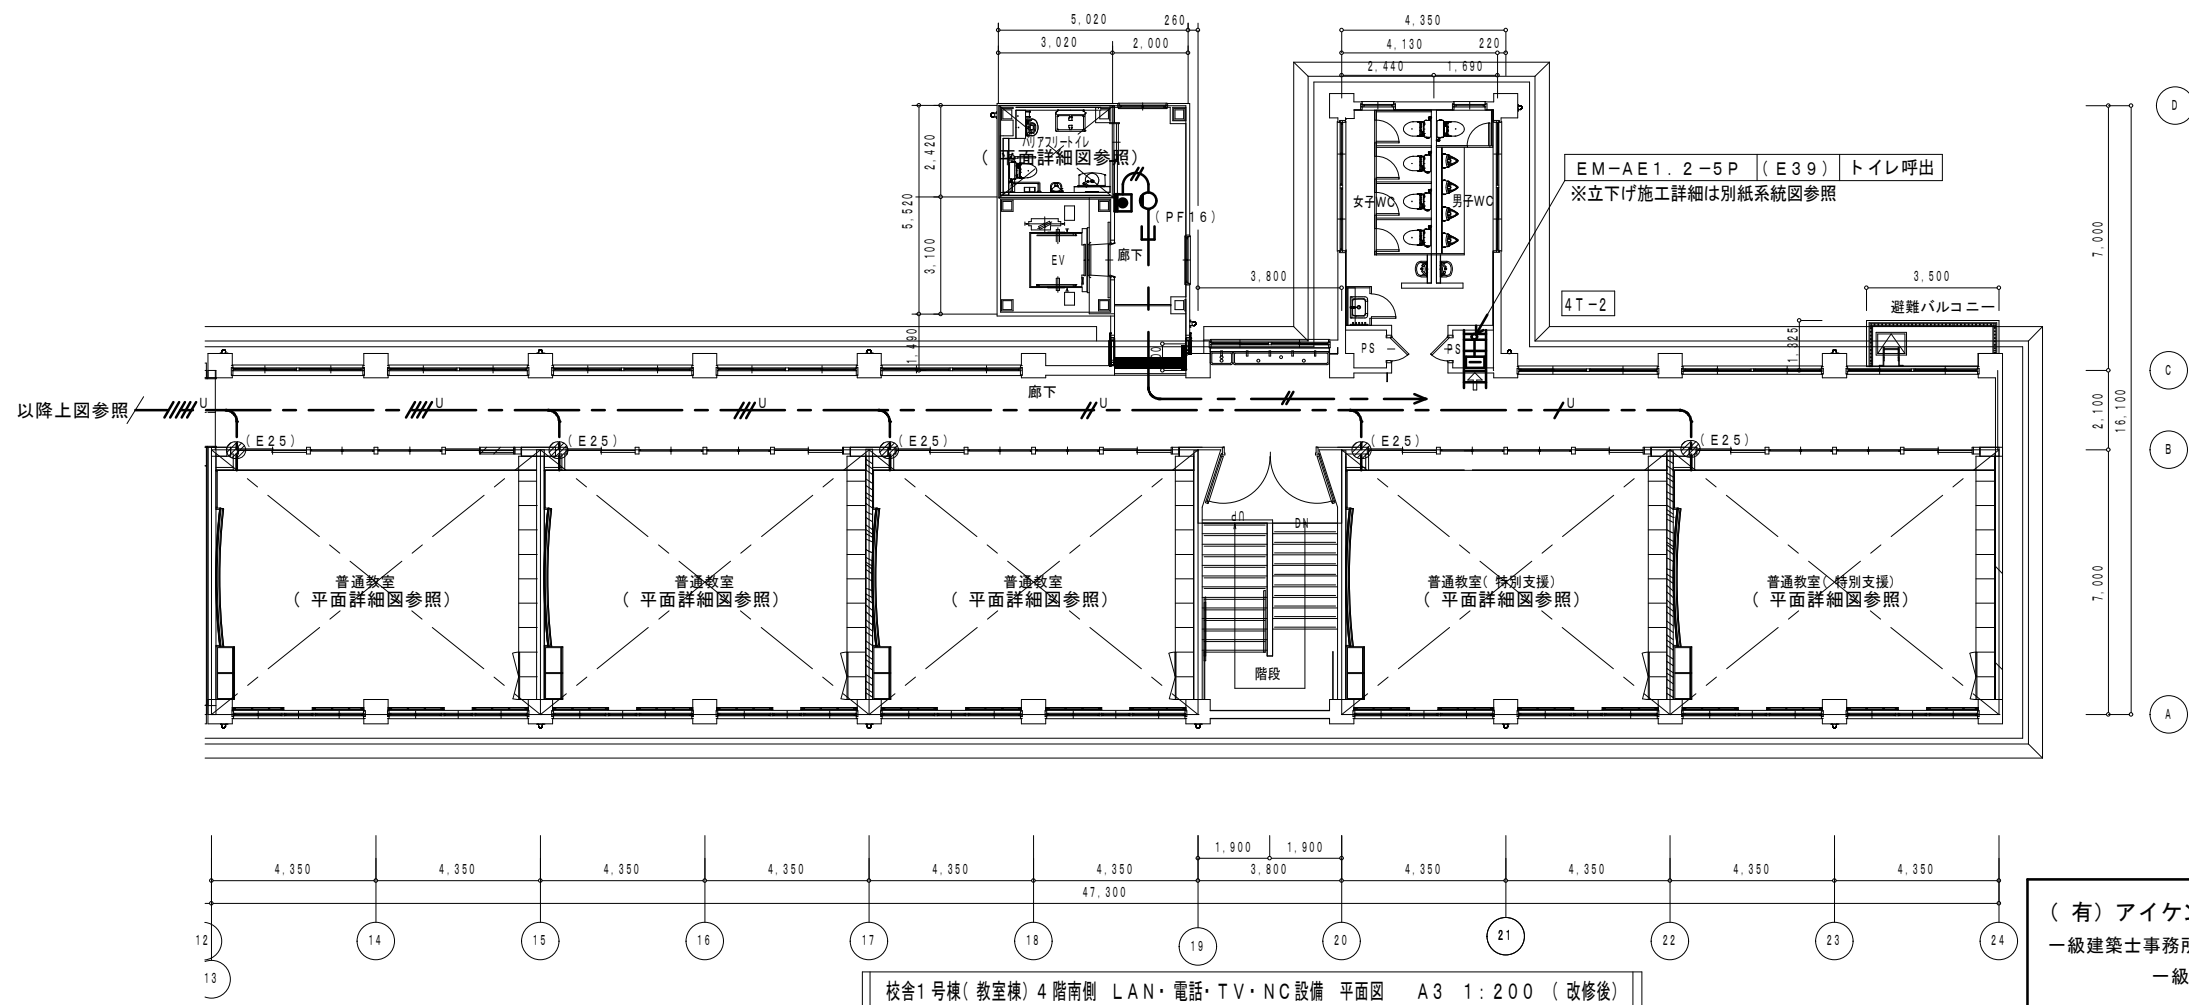 5,020
260
3,020
2,000
4,350
4,130
220
2,440
1,690
D
2,420
バリアフリートイレ
( 平面詳細図参照)
5,520
3,100
EV
(PF16)
廊下
女子WC
男子WC
EM-AE1.2-5P (E39) トイレ呼出
※立下げ施工詳細は別紙系統図参照
7,000
3,800
3,500
4T-2
避難バルコニー
1,490
PS
PS
1,325
C
廊下
以降上図参照
U
U
U
U
U
2,100
16,100
(E25)
(E25)
(E25)
(E25)
(E25)
B
UP
DN
普通教室
( 平面詳細図参照)
普通教室
( 平面詳細図参照)
普通教室
( 平面詳細図参照)
普通教室( 特別支援)
( 平面詳細図参照)
普通教室( 特別支援)
( 平面詳細図参照)
7,000
階段
A
1,900
1,900
4,350
4,350
4,350
4,350
4,350
4,350
3,800
4,350
4,350
4,350
4,350
47,300
12
13
14
15
16
17
18
19
20
21
22
23
24
( 有) アイケン
一級建築士事務所
一級
校舎1号棟( 教室棟) 4階南側 LAN・電話・TV・NC設備 平面図 A3 1:200 ( 改修後)